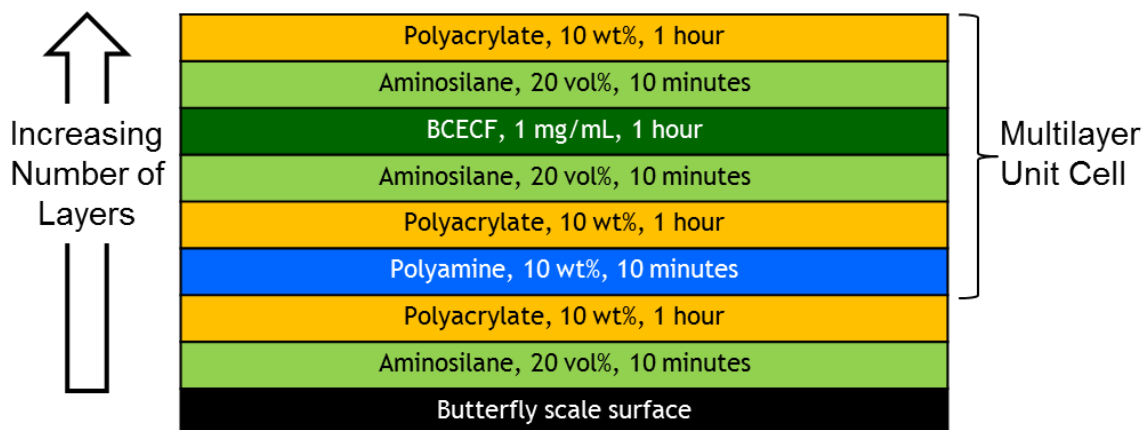 Polyacrylate, 10 wt%, 1 hour
Aminosilane, 20 vol%, 10 minutes
BCECF, 1 mg/mL, 1 hour
Aminosilane, 20 vol%, 10 minutes
Polyacrylate, 10 wt%, 1 hour
Polyamine, 10 wt%, 10 minutes
Polyacrylate, 10 wt%, 1 hour
Aminosilane, 20 vol%, 10 minutes
Butterfly scale surface
Increasing
Number of
Layers
Multilayer
Unit Cell